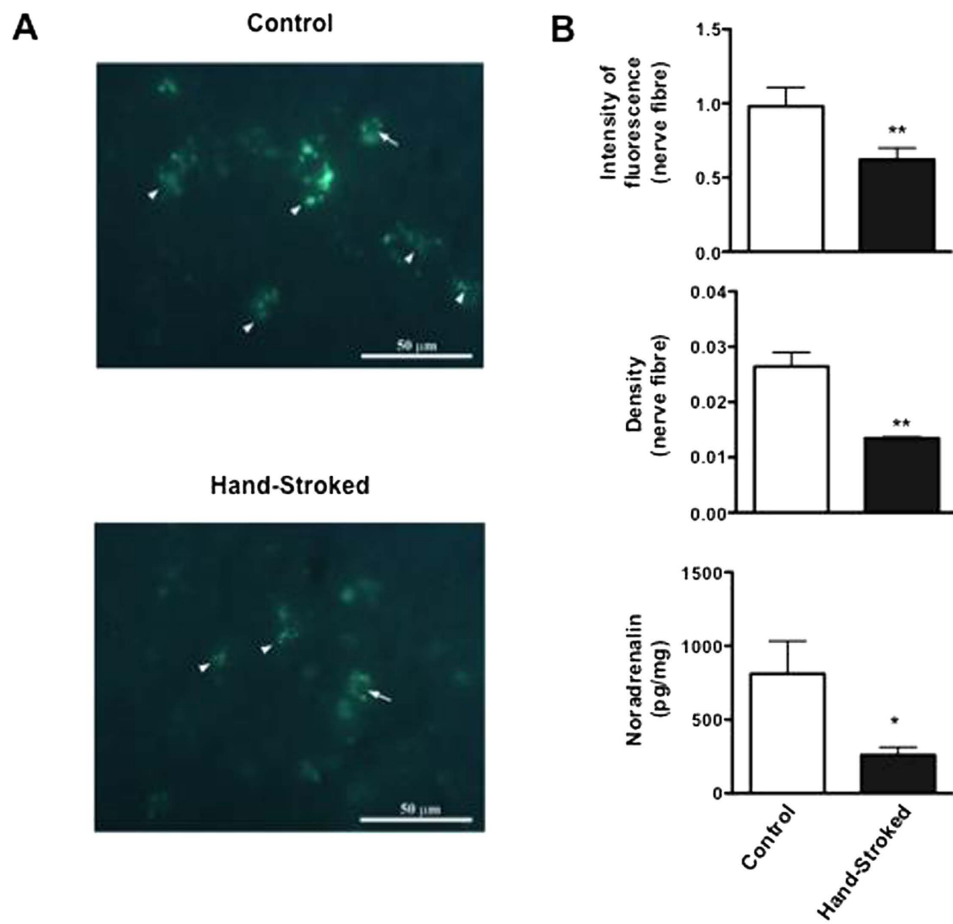 A
Control
50 μm
Hand-Stroked
50 μm
B
Intensity of
fluorescence
(nerve fibre)
1.5
1.0
0.5
0.0
**
Density
(nerve fibre)
0.04
0.03
0.02
0.01
0.00
**
Noradrenalin
(pg/mg)
1500
1000
500
0
*
Control
Hand-Stroked